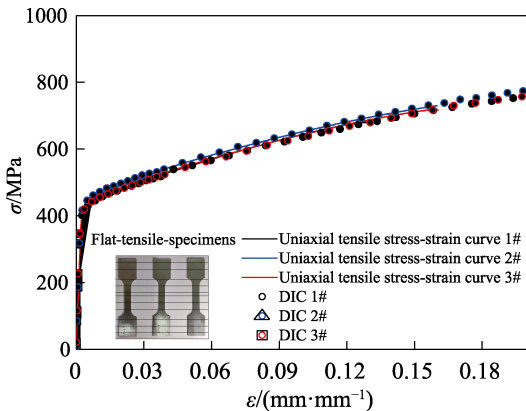 1000
800
600
400
200
0
σ/MPa
Flat-tensile-specimens
Uniaxial tensile stress-strain curve 1#
Uniaxial tensile stress-strain curve 2#
Uniaxial tensile stress-strain curve 3#
DIC 1#
DIC 2#
DIC 3#
0 0.03 0.06 0.09 0.12 0.15 0.18
ε/(mm·mm⁻¹)